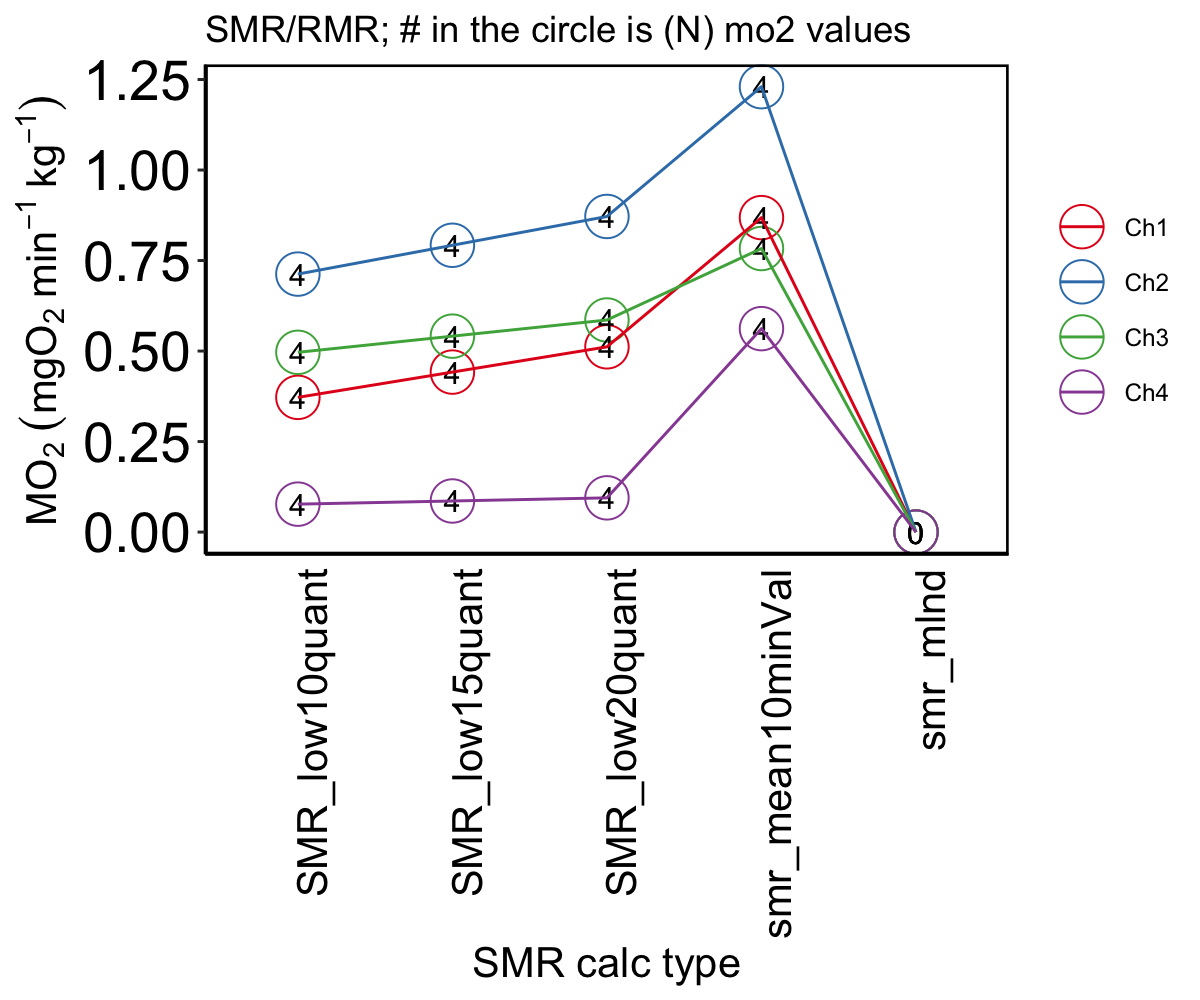 SMR/RMR; # in the circle is (N) mo2 values
MO₂ (mgO₂ min⁻¹ kg⁻¹)
1.25
1.00
0.75
0.50
0.25
0.00
4 4 4 4
4 4 4 4
4 4 4 4
4 4 4 4
0
Ch1
Ch2
Ch3
Ch4
SMR_low10quant
SMR_low15quant
SMR_low20quant
smr_mean10minVal
smr_mlnd
SMR calc type